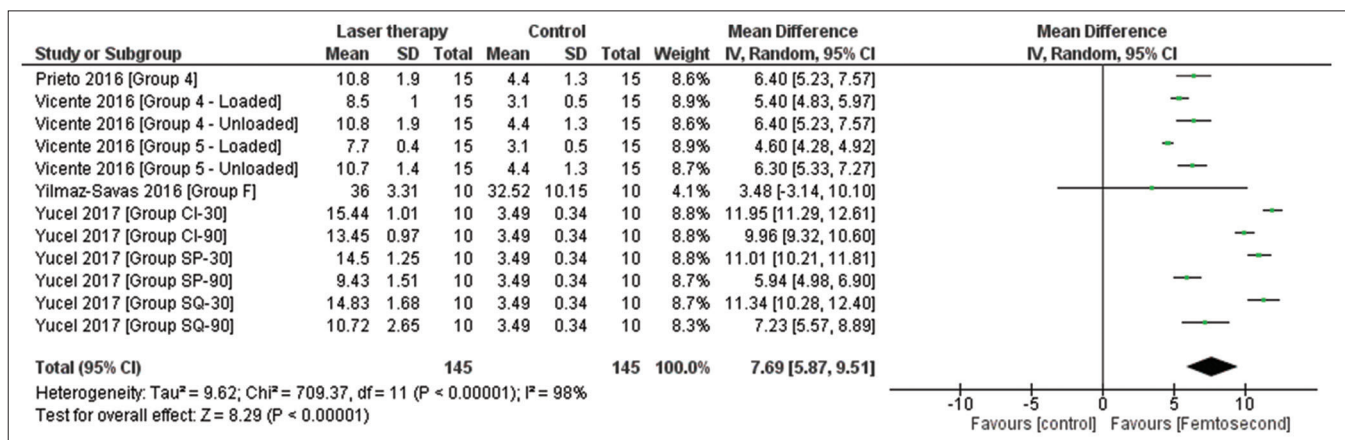 Laser therapy Control Mean Difference Mean Difference
Study or Subgroup Mean SD Total Mean SD Total Weight IV, Random, 95% CI IV, Random, 95% CI
Prieto 2016 [Group 4] 10.8 1.9 15 4.4 1.3 15 8.6% 6.40 [5.23, 7.57]
Vicente 2016 [Group 4 - Loaded] 8.5 1 15 3.1 0.5 15 8.9% 5.40 [4.83, 5.97]
Vicente 2016 [Group 4 - Unloaded] 10.8 1.9 15 4.4 1.3 15 8.6% 6.40 [5.23, 7.57]
Vicente 2016 [Group 5 - Loaded] 7.7 0.4 15 3.1 0.5 15 8.9% 4.60 [4.28, 4.92]
Vicente 2016 [Group 5 - Unloaded] 10.7 1.4 15 4.4 1.3 15 8.7% 6.30 [5.33, 7.27]
Yilmaz-Savas 2016 [Group F] 36 3.31 10 32.52 10.15 10 4.1% 3.48 [-3.14, 10.10]
Yucel 2017 [Group CI-30] 15.44 1.01 10 3.49 0.34 10 8.8% 11.95 [11.29, 12.61]
Yucel 2017 [Group CI-90] 13.45 0.97 10 3.49 0.34 10 8.8% 9.96 [9.32, 10.60]
Yucel 2017 [Group SP-30] 14.5 1.25 10 3.49 0.34 10 8.8% 11.01 [10.21, 11.81]
Yucel 2017 [Group SP-90] 9.43 1.51 10 3.49 0.34 10 8.7% 5.94 [4.98, 6.90]
Yucel 2017 [Group SQ-30] 14.83 1.68 10 3.49 0.34 10 8.7% 11.34 [10.28, 12.40]
Yucel 2017 [Group SQ-90] 10.72 2.65 10 3.49 0.34 10 8.3% 7.23 [5.57, 8.89]
Total (95% CI) 145 145 100.0% 7.69 [5.87, 9.51]
Heterogeneity: Tau² = 9.62; Chi² = 709.37, df = 11 (P < 0.00001); I² = 98%
Test for overall effect: Z = 8.29 (P < 0.00001)
-10 -5 0 5 10
Favours [control] Favours [Femtosecond]